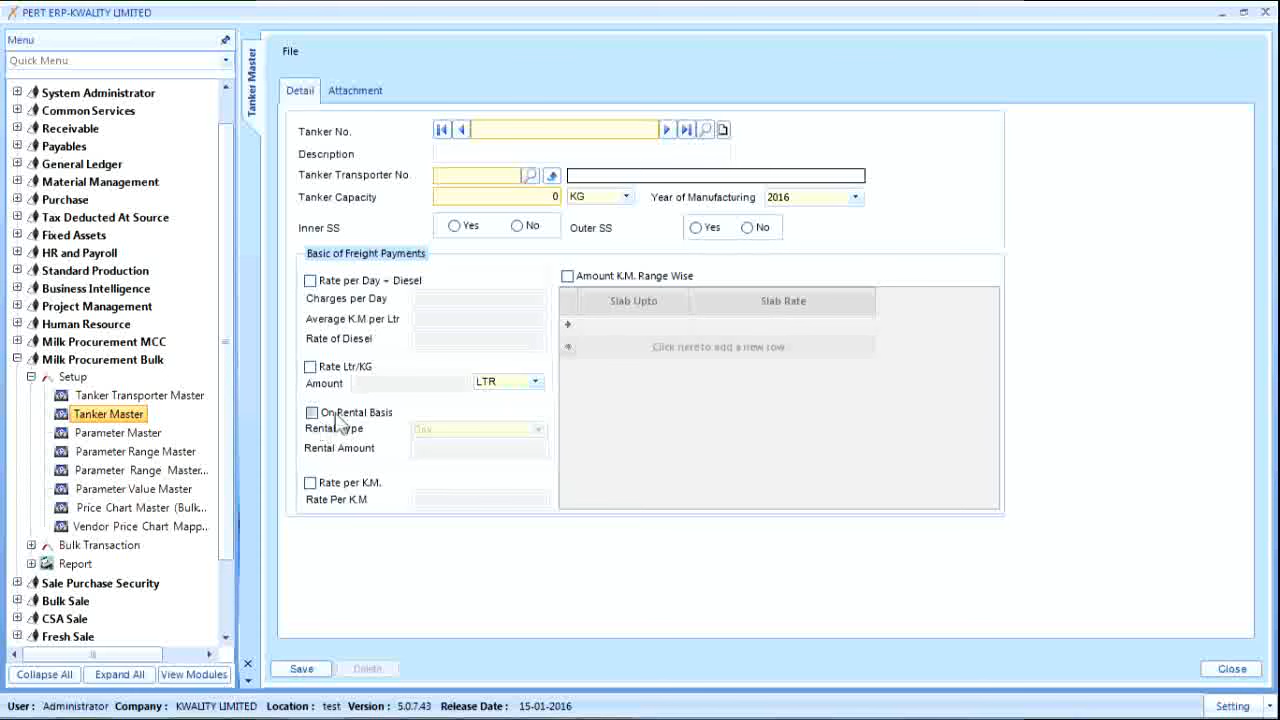 PERT ERP-KWALITY LIMITED
Menu
Quick Menu
System Administrator
Common Services
Receivable
Payables
General Ledger
Material Management
Purchase
Tax Deducted At Source
Fixed Assets
HR and Payroll
Standard Production
Business Intelligence
Project Management
Human Resource
Milk Procurement MCC
Milk Procurement Bulk
Setup
Tanker Transporter Master
Tanker Master
Parameter Master
Parameter Range Master
Parameter Range Master...
Parameter Value Master
Price Chart Master (Bulk...
Vendor Price Chart Mapp...
Bulk Transaction
Report
Sale Purchase Security
Bulk Sale
CSA Sale
Fresh Sale
Collapse All Expand All View Modules
Tanker Master
File
Detail Attachment
Tanker No.
Description
Tanker Transporter No.
Tanker Capacity 0 KG Year of Manufacturing 2016
Inner SS Yes No Outer SS Yes No
Basic of Freight Payments
Rate per Day - Diesel
Charges per Day
Average K.M per Ltr
Rate of Diesel
Rate Ltr/KG
Amount LTR
On Rental Basis
Rental Type Day
Rental Amount
Rate per K.M.
Rate Per K.M
Amount K.M. Range Wise
Slab Upto Slab Rate
Click here to add a new row
Save Delete Close
User : Administrator Company : KWALITY LIMITED Location : test Version : 5.0.7.43 Release Date : 15-01-2016 Setting